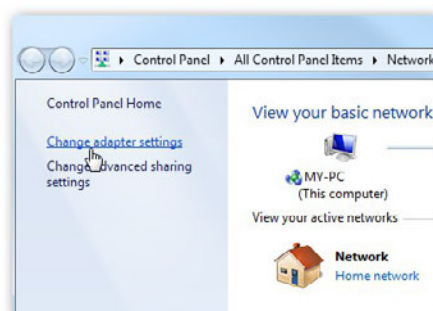 Control Panel ▸ All Control Panel Items ▸ Network
Control Panel Home
Change adapter settings
Change advanced sharing
settings
View your basic network
MY-PC
(This computer)
View your active networks
Network
Home network